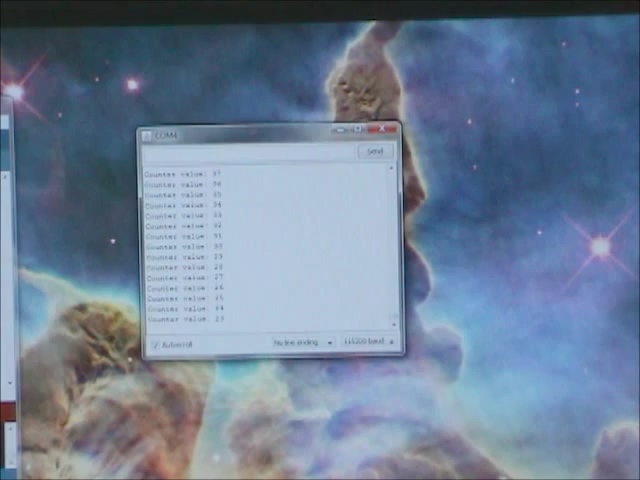 COM4
Send
Counter value: 37
Counter value: 36
Counter value: 35
Counter value: 34
Counter value: 33
Counter value: 32
Counter value: 31
Counter value: 30
Counter value: 29
Counter value: 28
Counter value: 27
Counter value: 26
Counter value: 25
Counter value: 24
Counter value: 23
Autoscroll
No line ending
115200 baud